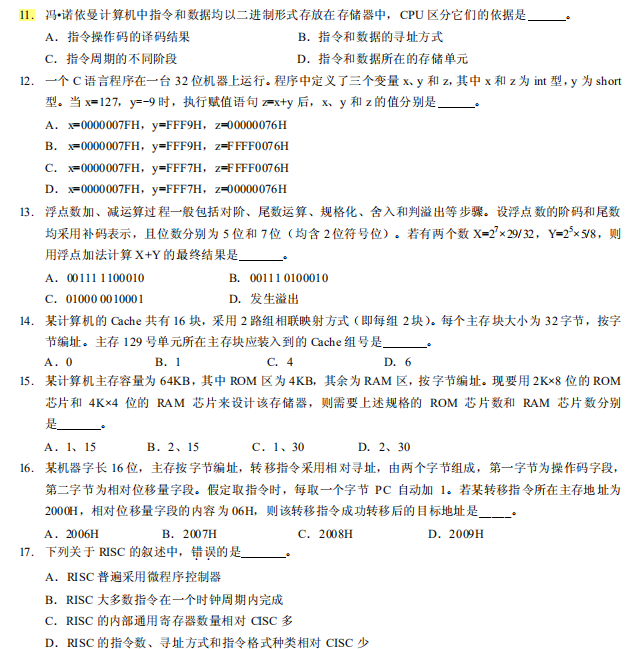 11. 冯•诺依曼计算机中指令和数据均以二进制形式存放在存储器中，CPU 区分它们的依据是______。
A. 指令操作码的译码结果 B. 指令和数据的寻址方式
C. 指令周期的不同阶段 D. 指令和数据所在的存储单元
12. 一个 C 语言程序在一台 32 位机器上运行。程序中定义了三个变量 x、y 和 z，其中 x 和 z 为 int 型，y 为 short
型。当 x=127，y=-9 时，执行赋值语句 z=x+y 后，x、y 和 z 的值分别是______。
A. x=0000007FH，y=FFF9H，z=00000076H
B. x=0000007FH，y=FFF9H，z=FFFF0076H
C. x=0000007FH，y=FFF7H，z=FFFF0076H
D. x=0000007FH，y=FFF7H，z=00000076H
13. 浮点数加、减运算过程一般包括对阶、尾数运算、规格化、舍入和判溢出等步骤。设浮点数的阶码和尾数
均采用补码表示，且位数分别为 5 位和 7 位（均含 2 位符号位）。若有两个数 X=2⁷×29/32，Y=2⁵×5/8，则
用浮点加法计算 X+Y 的最终结果是______。
A. 00111 1100010 B. 00111 0100010
C. 01000 0010001 D. 发生溢出
14. 某计算机的 Cache 共有 16 块，采用 2 路组相联映射方式（即每组 2 块）。每个主存块大小为 32 字节，按字
节编址。主存 129 号单元所在主存块应装入到的 Cache 组号是______。
A. 0 B. 1 C. 4 D. 6
15. 某计算机主存容量为 64KB，其中 ROM 区为 4KB，其余为 RAM 区，按字节编址。现要用 2K×8 位的 ROM
芯片和 4K×4 位的 RAM 芯片来设计该存储器，则需要上述规格的 ROM 芯片数和 RAM 芯片数分别
是______。
A. 1、15 B. 2、15 C. 1、30 D. 2、30
16. 某机器字长 16 位，主存按字节编址，转移指令采用相对寻址，由两个字节组成，第一字节为操作码字段，
第二字节为相对位移量字段。假定取指令时，每取一个字节 PC 自动加 1。若某转移指令所在主存地址为
2000H，相对位移量字段的内容为 06H，则该转移指令成功转移后的目标地址是_____。
A. 2006H B. 2007H C. 2008H D. 2009H
17. 下列关于 RISC 的叙述中，错误的是______。
A. RISC 普遍采用微程序控制器
B. RISC 大多数指令在一个时钟周期内完成
C. RISC 的内部通用寄存器数量相对 CISC 多
D. RISC 的指令数、寻址方式和指令格式种类相对 CISC 少